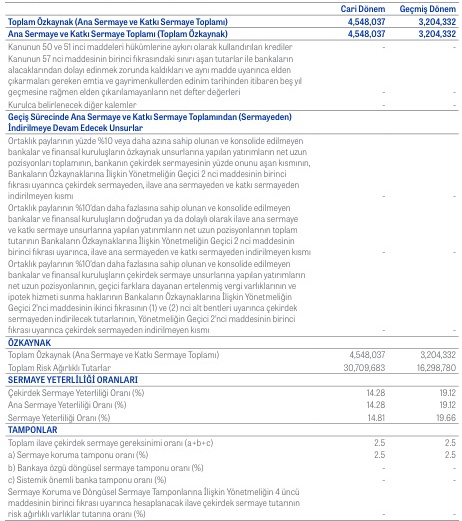 Cari Dönem Geçmiş Dönem
Toplam Özkaynak (Ana Sermaye ve Katkı Sermaye Toplamı) 4,548,037 3,204,332
Ana Sermaye ve Katkı Sermaye Toplamı (Toplam Özkaynak) 4,548,037 3,204,332
Kanunun 50 ve 51 inci maddeleri hükümlerine aykırı olarak kullandırılan krediler - -
Kanunun 57 nci maddesinin birinci fıkrasındaki sınırı aşan tutarlar ile bankaların
alacaklarından dolayı edinmek zorunda kaldıkları ve aynı madde uyarınca elden
çıkarmaları gereken emtia ve gayrimenkullerden edinim tarihinden itibaren beş yıl
geçmesine rağmen elden çıkarılamayanların net defter değerleri - -
Kurulca belirlenecek diğer kalemler - -
Geçiş Sürecinde Ana Sermaye ve Katkı Sermaye Toplamından (Sermayeden)
İndirilmeye Devam Edecek Unsurlar
Ortaklık paylarının yüzde %10 veya daha azına sahip olunan ve konsolide edilmeyen
bankalar ve finansal kuruluşların özkaynak unsurlarına yapılan yatırımların net uzun
pozisyonları toplamının, bankanın çekirdek sermayesinin yüzde onunu aşan kısmının,
Bankaların Özkaynaklarına İlişkin Yönetmeliğin Geçici 2 nci maddesinin birinci
fıkrası uyarınca çekirdek sermayeden, ilave ana sermayeden ve katkı sermayeden
indirilmeyen kısmı - -
Ortaklık paylarının %10'dan daha fazlasına sahip olunan ve konsolide edilmeyen
bankalar ve finansal kuruluşların doğrudan ya da dolaylı olarak ilave ana sermaye
ve katkı sermaye unsurlarına yapılan yatırımların net uzun pozisyonlarının toplam
tutarının Bankaların Özkaynaklarına İlişkin Yönetmeliğin Geçici 2 nci maddesinin
birinci fıkrası uyarınca, ilave ana sermayeden ve katkı sermayeden indirilmeyen kısmı - -
Ortaklık paylarının %10'dan daha fazlasına sahip olunan ve konsolide edilmeyen
bankalar ve finansal kuruluşların çekirdek sermaye unsurlarına yapılan yatırımların
net uzun pozisyonlarının, geçici farklara dayanan ertelenmiş vergi varlıklarının ve
ipotek hizmeti sunma haklarının Bankaların Özkaynaklarına İlişkin Yönetmeliğin
Geçici 2'nci maddesinin ikinci fıkrasının (1) ve (2) nci alt bentleri uyarınca çekirdek
sermayeden indirilecek tutarlarının, Yönetmeliğin Geçici 2'nci maddesinin birinci
fıkrası uyarınca çekirdek sermayeden indirilmeyen kısmı - -
ÖZKAYNAK
Toplam Özkaynak (Ana Sermaye ve Katkı Sermaye Toplamı) 4,548,037 3,204,332
Toplam Risk Ağırlıklı Tutarlar 30,709,683 16,298,780
SERMAYE YETERLİLİĞİ ORANLARI
Çekirdek Sermaye Yeterliliği Oranı (%) 14.28 19.12
Ana Sermaye Yeterliliği Oranı (%) 14.28 19.12
Sermaye Yeterliliği Oranı (%) 14.81 19.66
TAMPONLAR
Toplam ilave çekirdek sermaye gereksinimi oranı (a+b+c) 2.5 2.5
a) Sermaye koruma tamponu oranı (%) 2.5 2.5
b) Bankaya özgü döngüsel sermaye tamponu oranı (%) - -
c) Sistemik önemli banka tamponu oranı (%) - -
Sermaye Koruma ve Döngüsel Sermaye Tamponlarına İlişkin Yönetmeliğin 4 üncü
maddesinin birinci fıkrası uyarınca hesaplanacak ilave çekirdek sermaye tutarının
risk ağırlıklı varlıklar tutarına oranı (%) - -